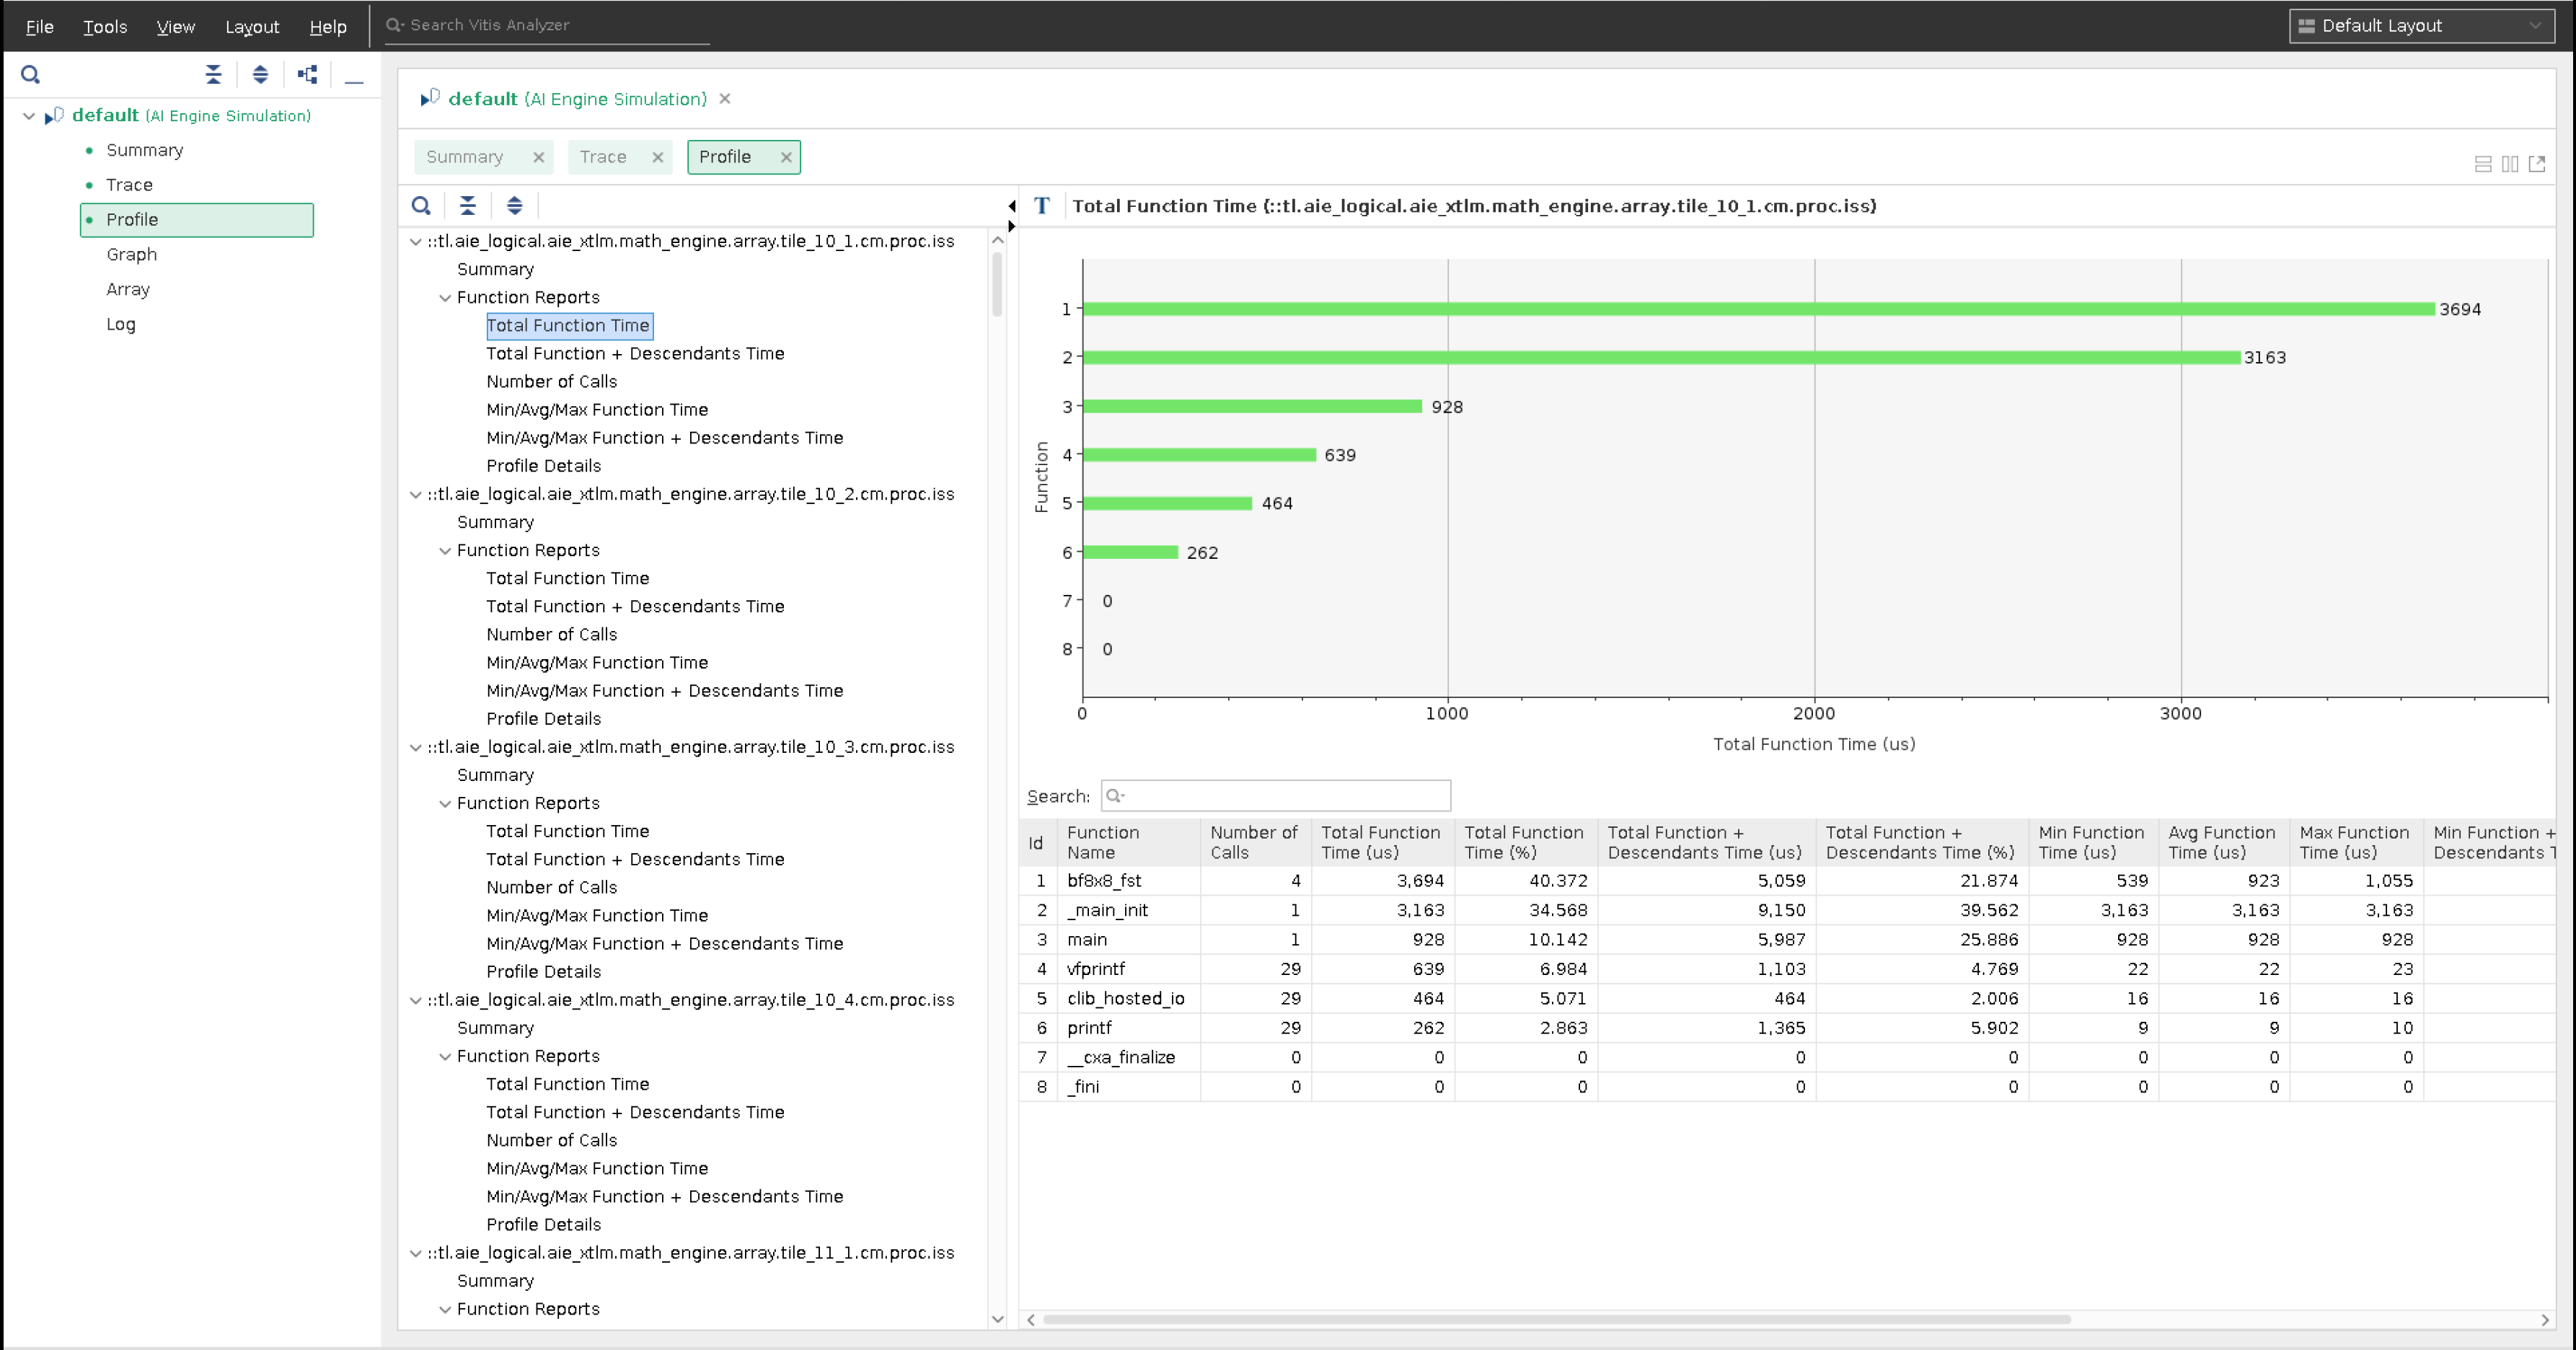 File Tools View Layout Help Search Vitis Analyzer Default Layout
default (AI Engine Simulation)
Summary
Trace
Profile
Graph
Array
Log
default (AI Engine Simulation)
Summary Trace Profile
::tl.aie_logical.aie_xtlm.math_engine.array.tile_10_1.cm.proc.iss
Summary
Function Reports
Total Function Time
Total Function + Descendants Time
Number of Calls
Min/Avg/Max Function Time
Min/Avg/Max Function + Descendants Time
Profile Details
::tl.aie_logical.aie_xtlm.math_engine.array.tile_10_2.cm.proc.iss
Summary
Function Reports
Total Function Time
Total Function + Descendants Time
Number of Calls
Min/Avg/Max Function Time
Min/Avg/Max Function + Descendants Time
Profile Details
::tl.aie_logical.aie_xtlm.math_engine.array.tile_10_3.cm.proc.iss
Summary
Function Reports
Total Function Time
Total Function + Descendants Time
Number of Calls
Min/Avg/Max Function Time
Min/Avg/Max Function + Descendants Time
Profile Details
::tl.aie_logical.aie_xtlm.math_engine.array.tile_10_4.cm.proc.iss
Summary
Function Reports
Total Function Time
Total Function + Descendants Time
Number of Calls
Min/Avg/Max Function Time
Min/Avg/Max Function + Descendants Time
Profile Details
::tl.aie_logical.aie_xtlm.math_engine.array.tile_11_1.cm.proc.iss
Summary
Function Reports
T Total Function Time {::tl.aie_logical.aie_xtlm.math_engine.array.tile_10_1.cm.proc.iss}
Function
1 3694
2 3163
3 928
4 639
5 464
6 262
7 0
8 0
0 1000 2000 3000
Total Function Time (us)
Search:
Id Function Name Number of Calls Total Function Time (us) Total Function Time (%) Total Function + Descendants Time (us) Total Function + Descendants Time (%) Min Function Time (us) Avg Function Time (us) Max Function Time (us) Min Function + Descendants T
1 bf8x8_fst 4 3,694 40.372 5,059 21.874 539 923 1,055
2 _main_init 1 3,163 34.568 9,150 39.562 3,163 3,163 3,163
3 main 1 928 10.142 5,987 25.886 928 928 928
4 vfprintf 29 639 6.984 1,103 4.769 22 22 23
5 clib_hosted_io 29 464 5.071 464 2.006 16 16 16
6 printf 29 262 2.863 1,365 5.902 9 9 10
7 __cxa_finalize 0 0 0 0 0 0 0 0
8 _fini 0 0 0 0 0 0 0 0